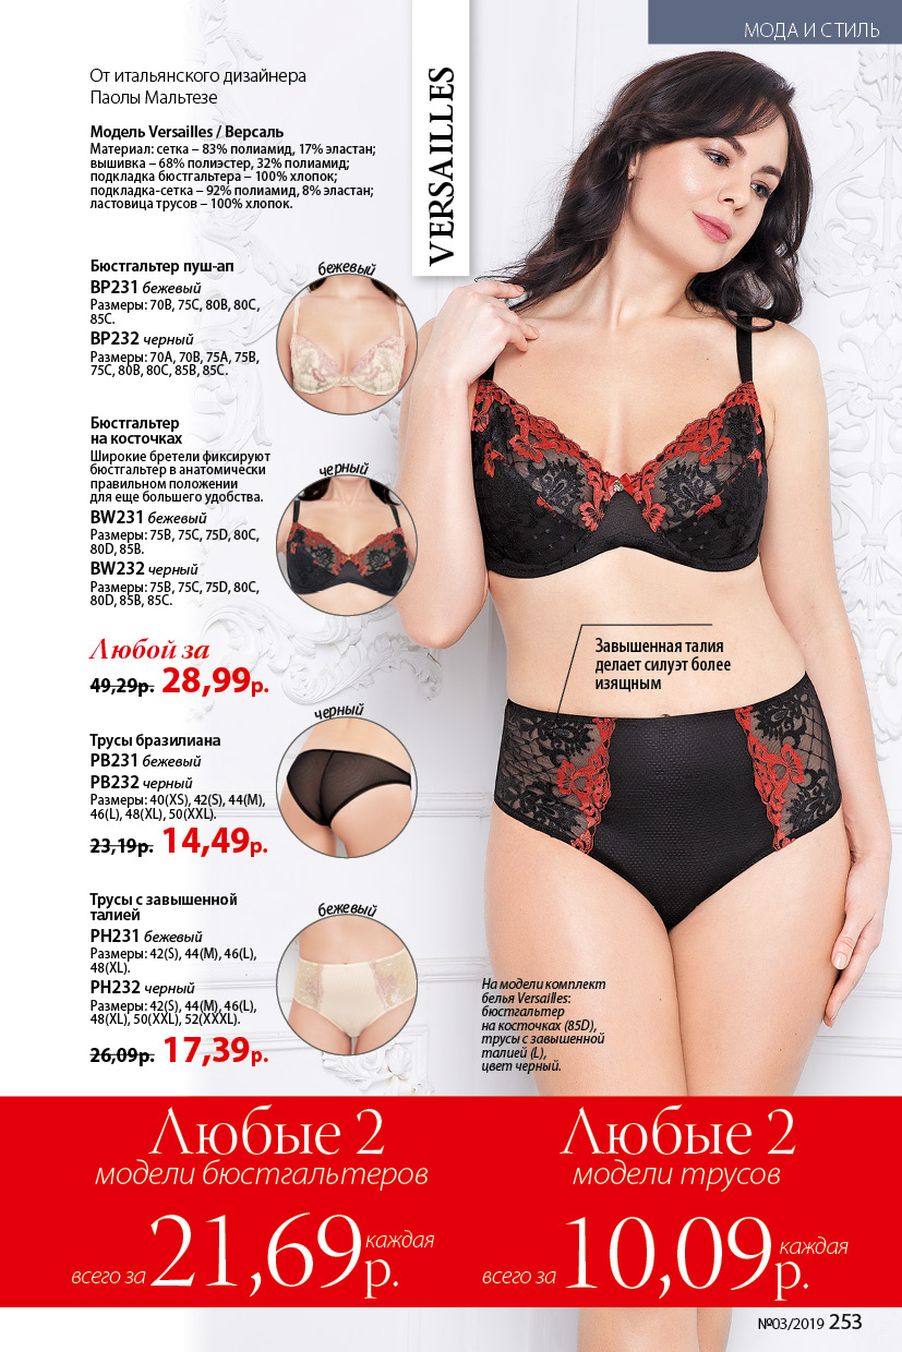 МОДА И СТИЛЬ
VERSAILLES
От итальянского дизайнера
Паолы Мальтезе
Модель Versailles / Версаль
Материал: сетка – 83% полиамид, 17% эластан;
вышивка – 68% полиэстер, 32% полиамид;
подкладка бюстгальтера – 100% хлопок;
подкладка-сетка – 92% полиамид, 8% эластан;
ластовица трусов – 100% хлопок.
Бюстгальтер пуш-ап
BP231 бежевый
Размеры: 70B, 75C, 80B, 80C,
85C.
BP232 черный
Размеры: 70A, 70B, 75A, 75B,
75C, 80B, 80C, 85B, 85C.
бежевый
Бюстгальтер
на косточках
Широкие бретели фиксируют
бюстгальтер в анатомически
правильном положении
для еще большего удобства.
BW231 бежевый
Размеры: 75B, 75C, 75D, 80C,
80D, 85B.
BW232 черный
Размеры: 75B, 75C, 75D, 80C,
80D, 85B, 85C.
черный
Любой за
49,29р. 28,99р.
Завышенная талия
делает силуэт более
изящным
Трусы бразилиана
PB231 бежевый
PB232 черный
Размеры: 40(XS), 42(S), 44(M),
46(L), 48(XL), 50(XXL).
23,19р. 14,49р.
черный
Трусы с завышенной
талией
PH231 бежевый
Размеры: 42(S), 44(M), 46(L),
48(XL).
PH232 черный
Размеры: 42(S), 44(M), 46(L),
48(XL), 50(XXL), 52(XXXL).
26,09р. 17,39р.
бежевый
На модели комплект
белья Versailles:
бюстгальтер
на косточках (85D),
трусы с завышенной
талией (L),
цвет черный.
Любые 2
модели бюстгальтеров
всего за 21,69р. каждая
Любые 2
модели трусов
всего за 10,09р. каждая
№03/2019 253